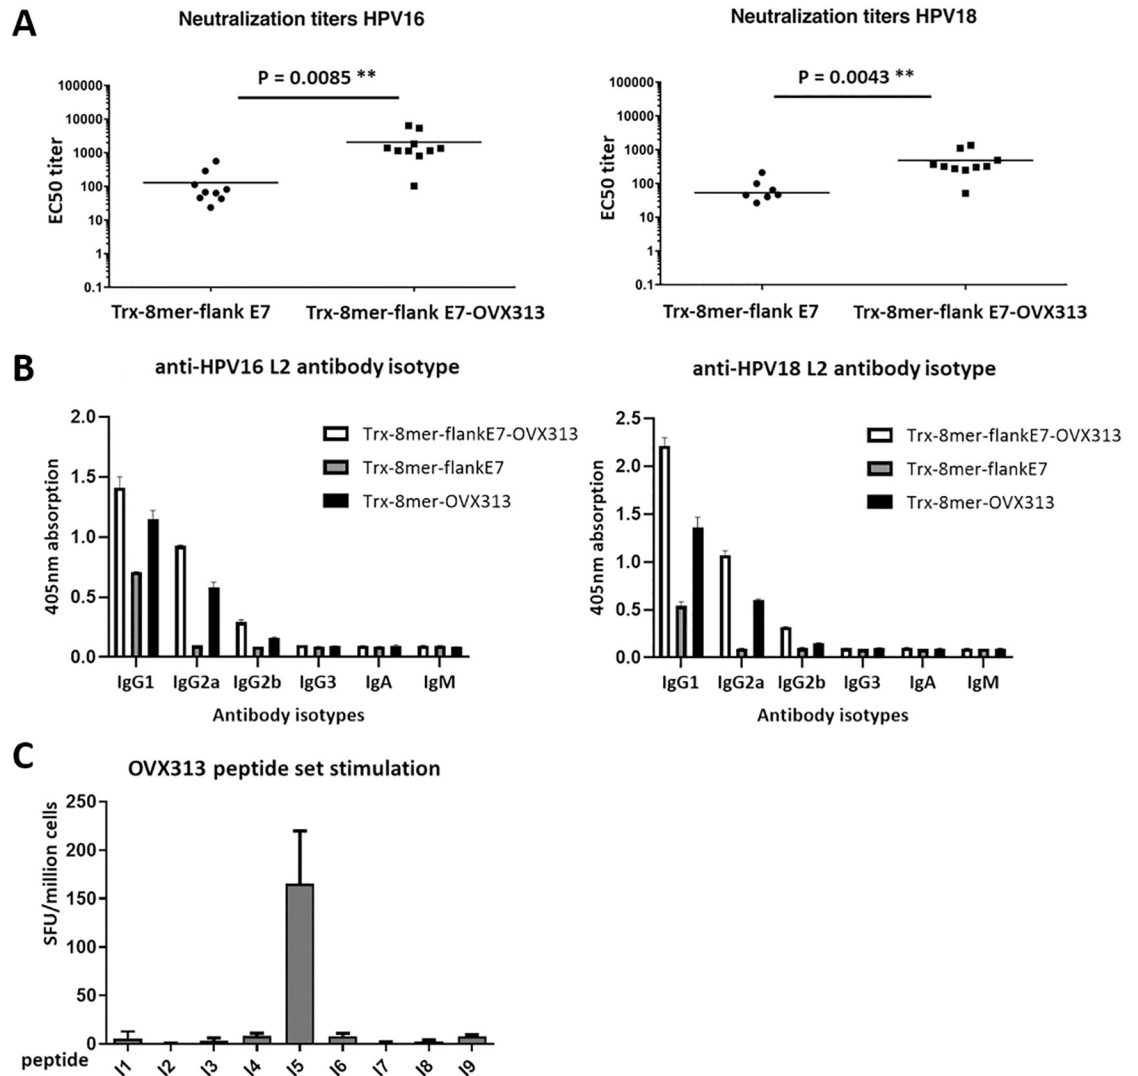 A
Neutralization titers HPV16
P = 0.0085 **
EC50 titer
100000
10000
1000
100
10
1
0.1
Trx-8mer-flank E7
Trx-8mer-flank E7-OVX313
Neutralization titers HPV18
P = 0.0043 **
EC50 titer
100000
10000
1000
100
10
1
0.1
Trx-8mer-flank E7
Trx-8mer-flank E7-OVX313
B
anti-HPV16 L2 antibody isotype
Trx-8mer-flankE7-OVX313
Trx-8mer-flankE7
Trx-8mer-OVX313
405nm absorption
2.0
1.5
1.0
0.5
0.0
IgG1 IgG2a IgG2b IgG3 IgA IgM
Antibody isotypes
anti-HPV18 L2 antibody isotype
Trx-8mer-flankE7-OVX313
Trx-8mer-flankE7
Trx-8mer-OVX313
405nm absorption
2.5
2.0
1.5
1.0
0.5
0.0
IgG1 IgG2a IgG2b IgG3 IgA IgM
Antibody isotypes
C
OVX313 peptide set stimulation
SFU/million cells
250
200
150
100
50
0
peptide I1 I2 I3 I4 I5 I6 I7 I8 I9